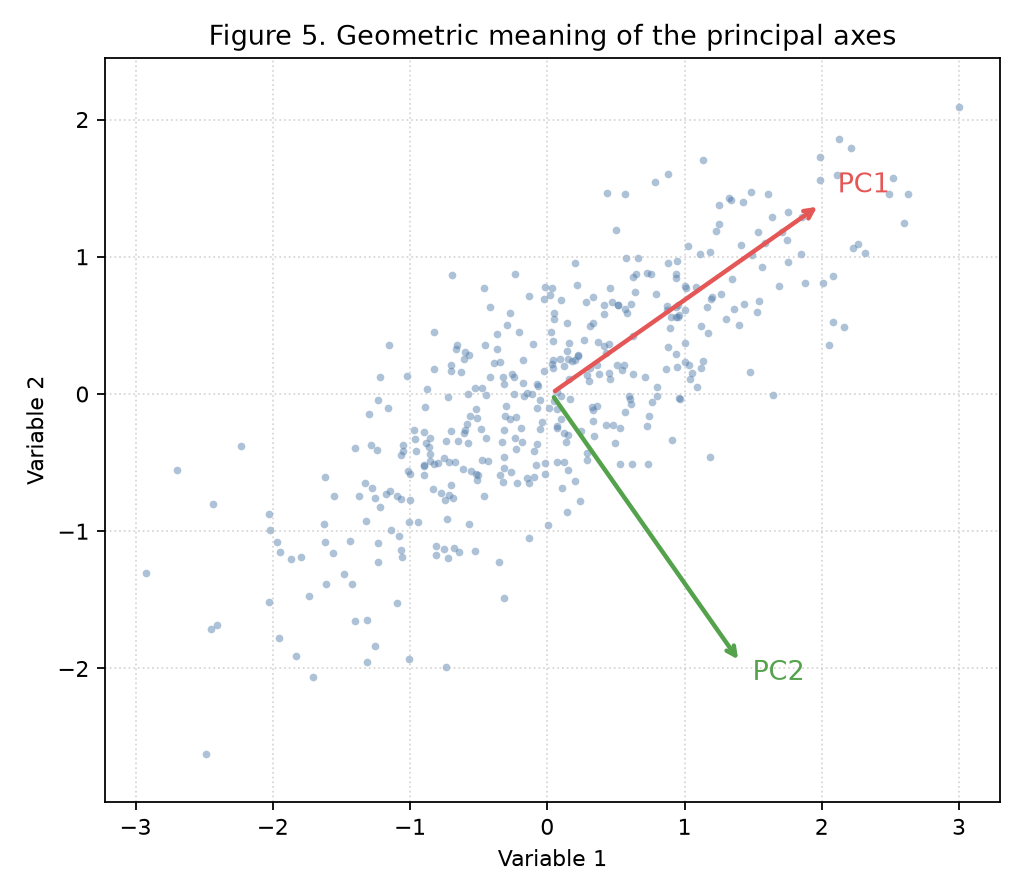 Figure 5. Geometric meaning of the principal axes
2
1
0
−1
−2
Variable 2
PC1
PC2
−3
−2
−1
0
1
2
3
Variable 1